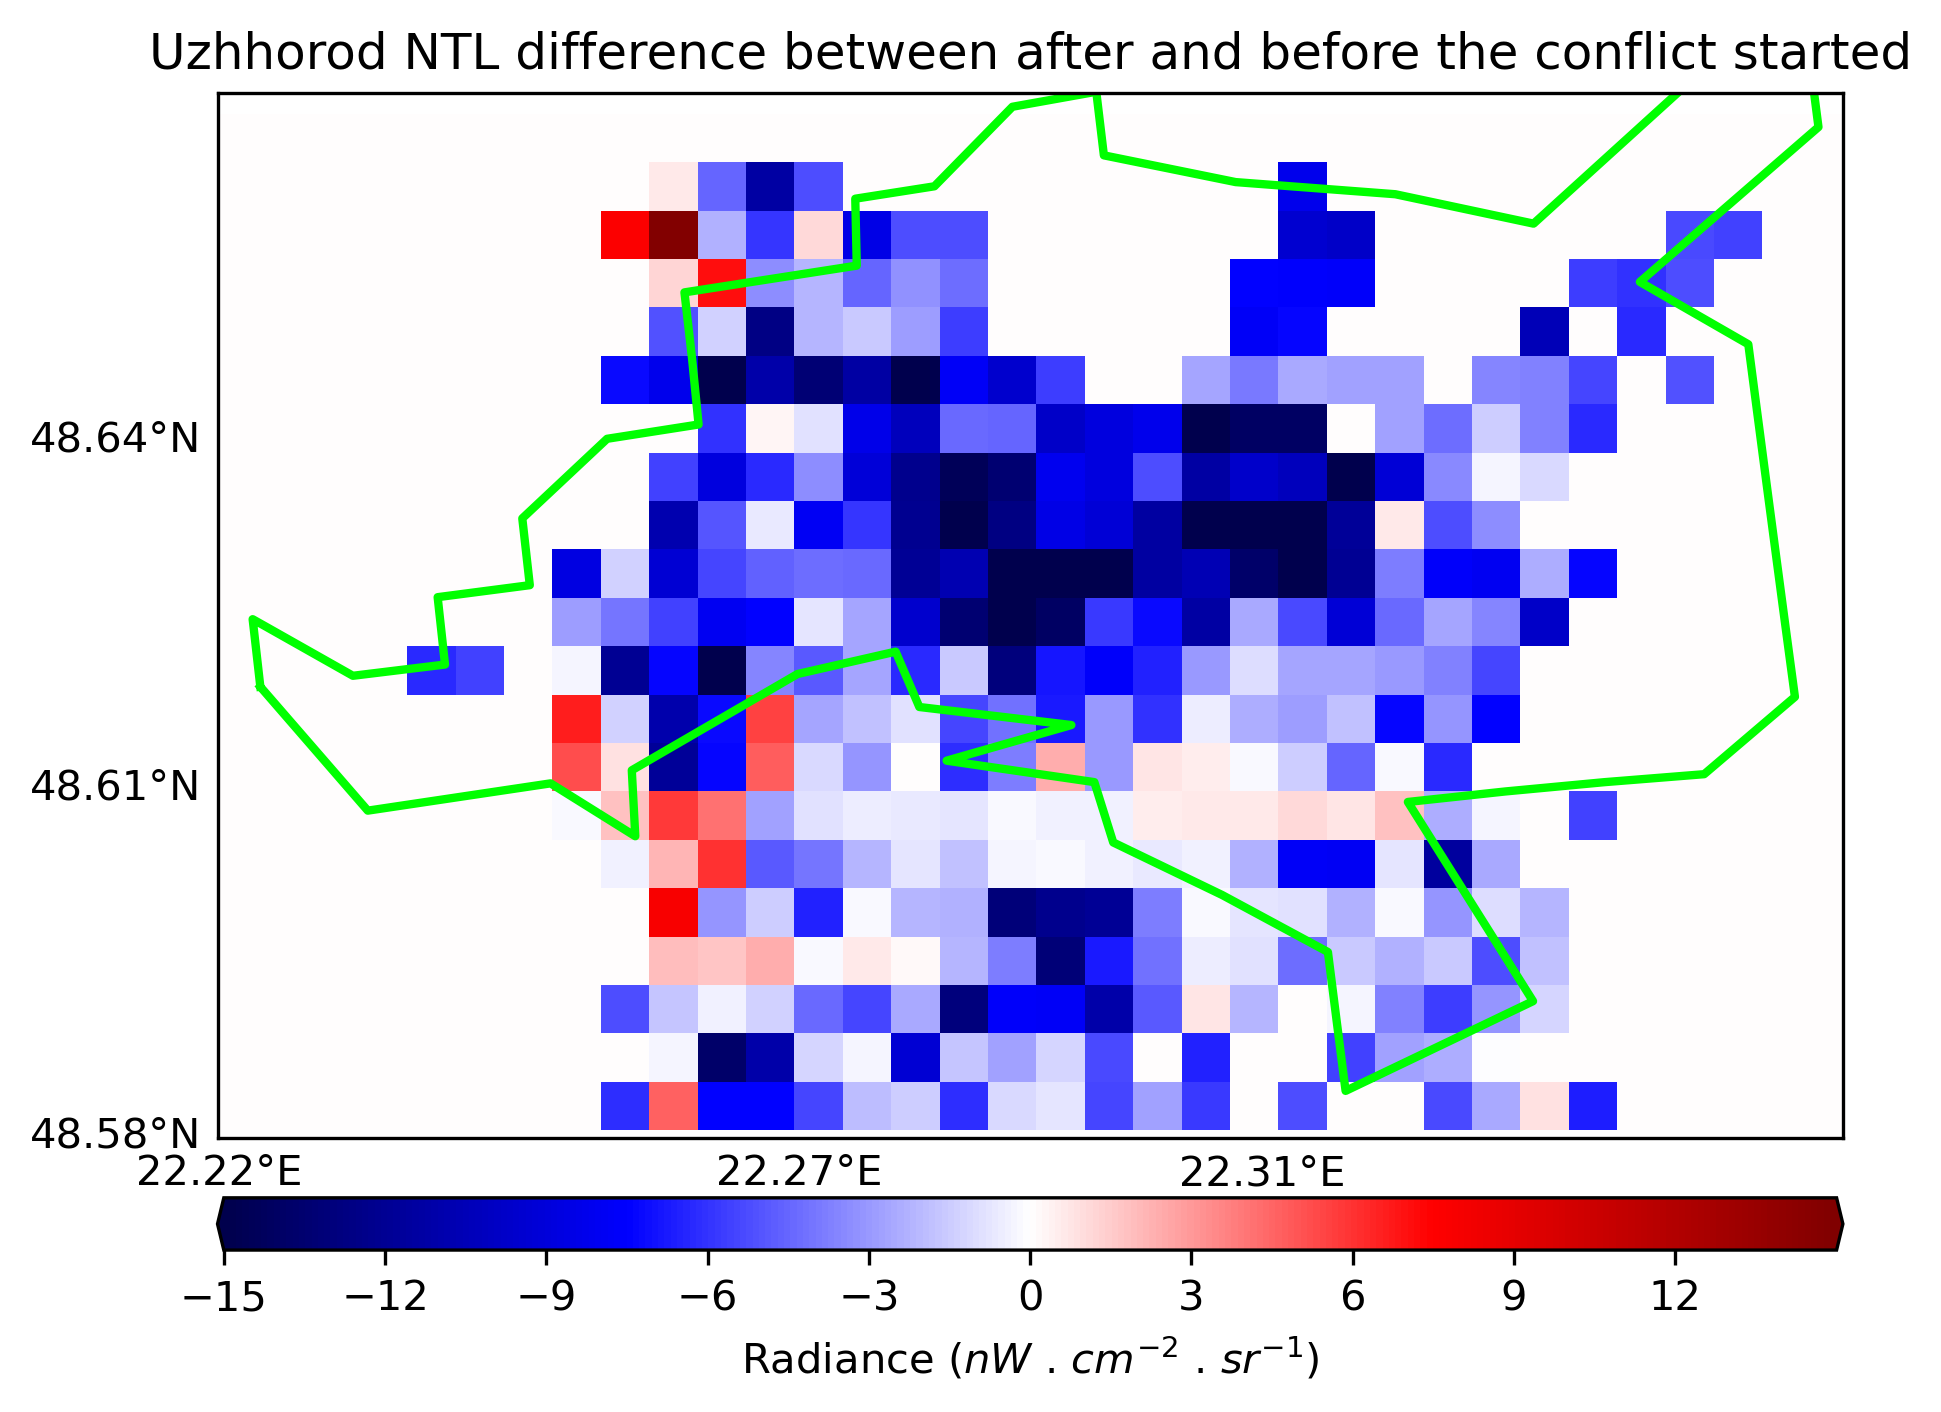 Uzhhorod NTL difference between after and before the conflict started
48.64°N
48.61°N
48.58°N
22.22°E 22.27°E 22.31°E
−15 −12 −9 −6 −3 0 3 6 9 12
Radiance (nW . cm⁻² . sr⁻¹)